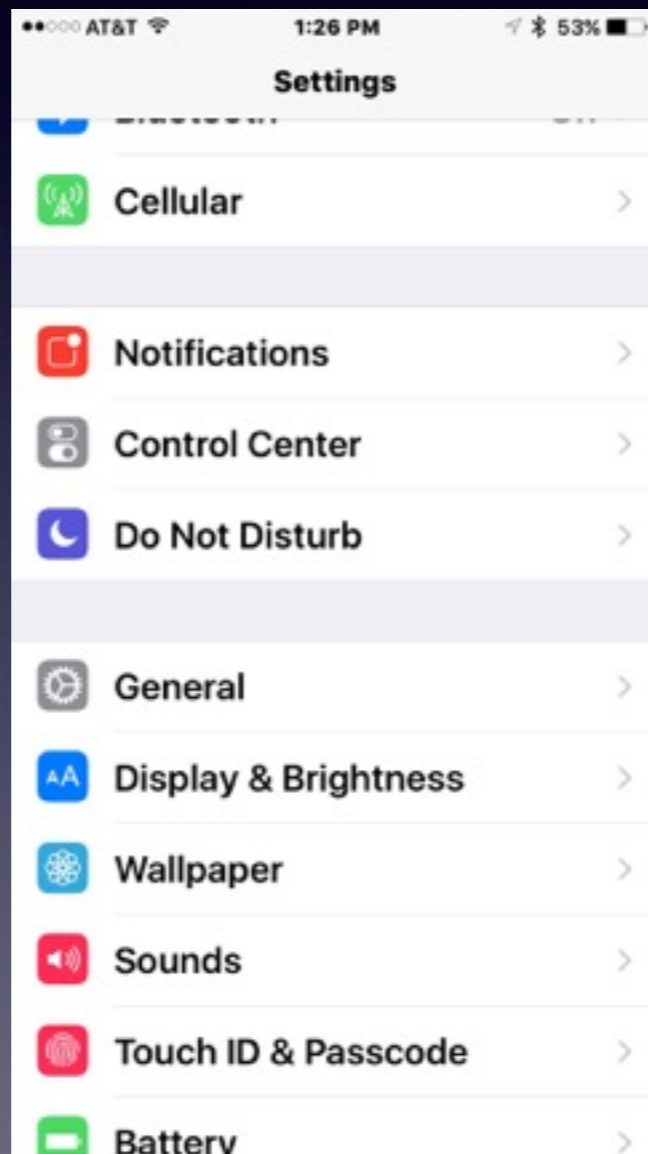 AT&T 1:26 PM 53%
Settings
Cellular
Notifications
Control Center
Do Not Disturb
General
AA Display & Brightness
Wallpaper
Sounds
Touch ID & Passcode
Battery